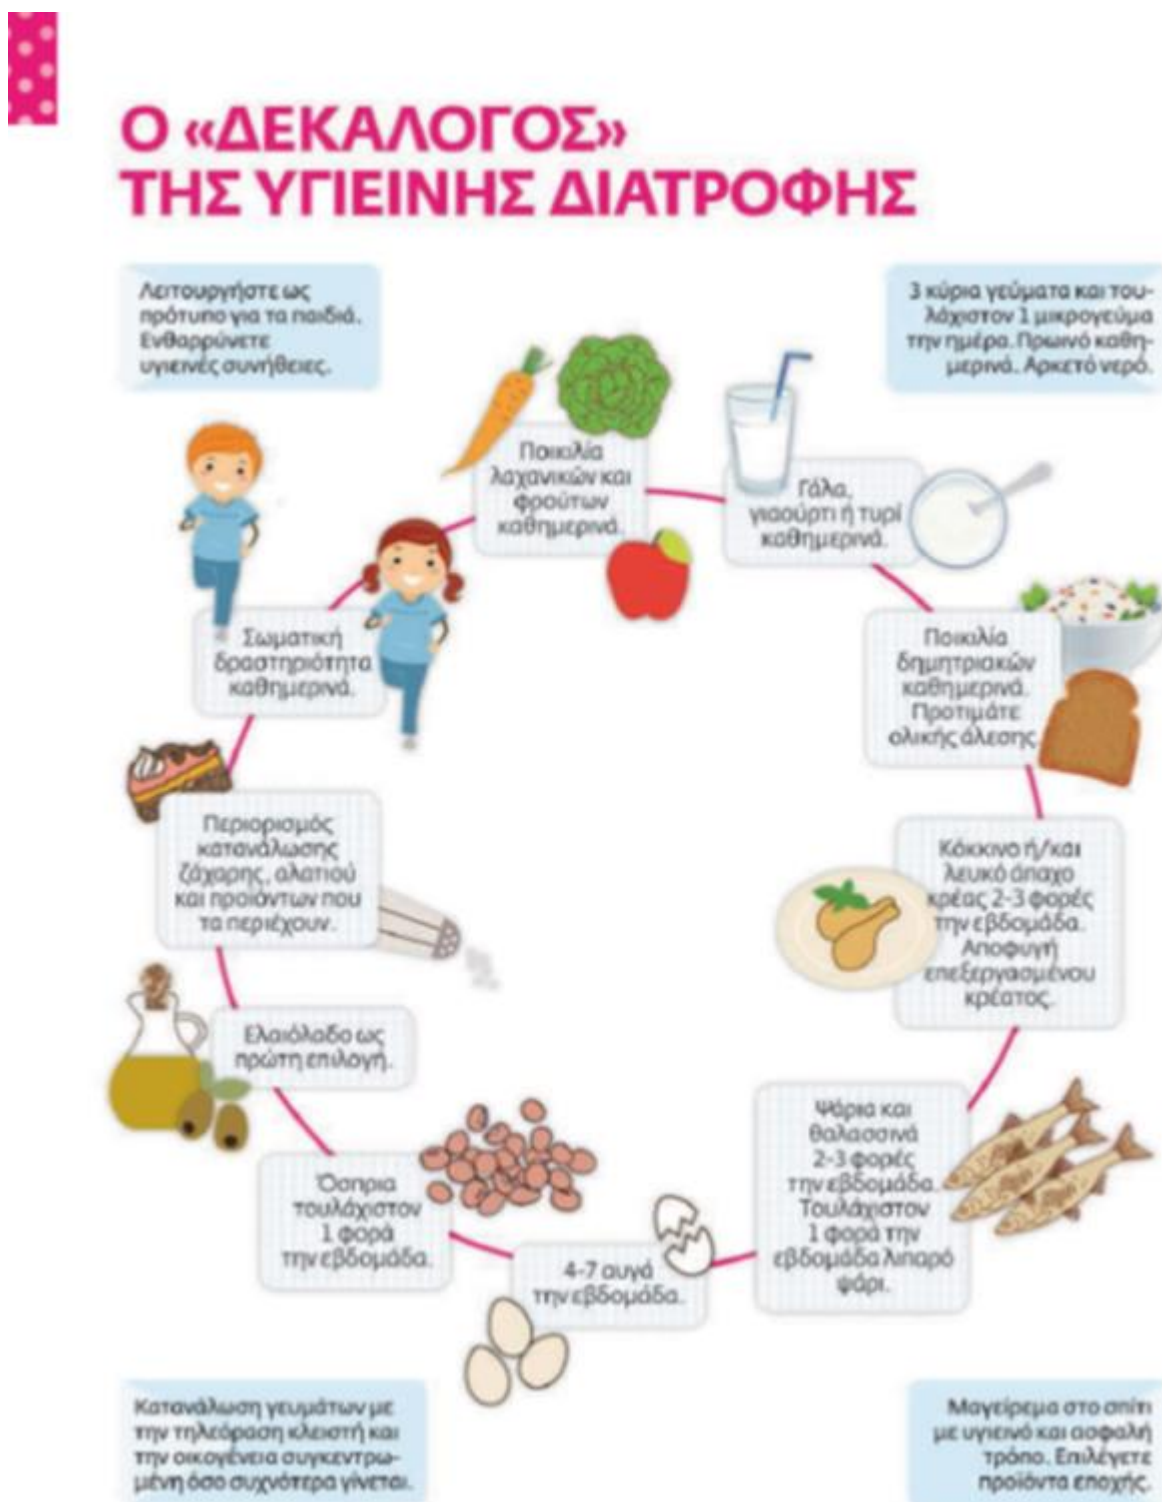 Ο «ΔΕΚΑΛΟΓΟΣ»
ΤΗΣ ΥΓΙΕΙΝΗΣ ΔΙΑΤΡΟΦΗΣ
Λειτουργήστε ως
πρότυπο για τα παιδιά.
Ενθαρρύνετε
υγιεινές συνήθειες.
3 κύρια γεύματα και του-
λάχιστον 1 μικρογεύμα
την ημέρα. Πρωινό καθη-
μερινά. Αρκετό νερό.
Ποικιλία
λαχανικών και
φρούτων
καθημερινά.
Γάλα,
γιαούρτι ή τυρί
καθημερινά.
Ποικιλία
δημητριακών
καθημερινά.
Προτιμάτε
ολικής άλεσης.
Κόκκινο ή/και
λευκό άπαχο
κρέας 2-3 φορές
την εβδομάδα.
Αποφυγή
επεξεργασμένου
κρέατος.
Ψάρια και
θαλασσινά
2-3 φορές
την εβδομάδα.
Τουλάχιστον
1 φορά την
εβδομάδα λιπαρό
ψάρι.
4-7 αυγά
την εβδομάδα.
Όσπρια
τουλάχιστον
1 φορά
την εβδομάδα.
Ελαιόλαδο ως
πρώτη επιλογή.
Περιορισμός
κατανάλωσης
ζάχαρης, αλατιού
και προϊόντων που
τα περιέχουν.
Σωματική
δραστηριότητα
καθημερινά.
Κατανάλωση γευμάτων με
την τηλεόραση κλειστή και
την οικογένεια συγκεντρω-
μένη όσο συχνότερα γίνεται.
Μαγείρεμα στο σπίτι
με υγιεινό και ασφαλή
τρόπο. Επιλέγετε
προϊόντα εποχής.